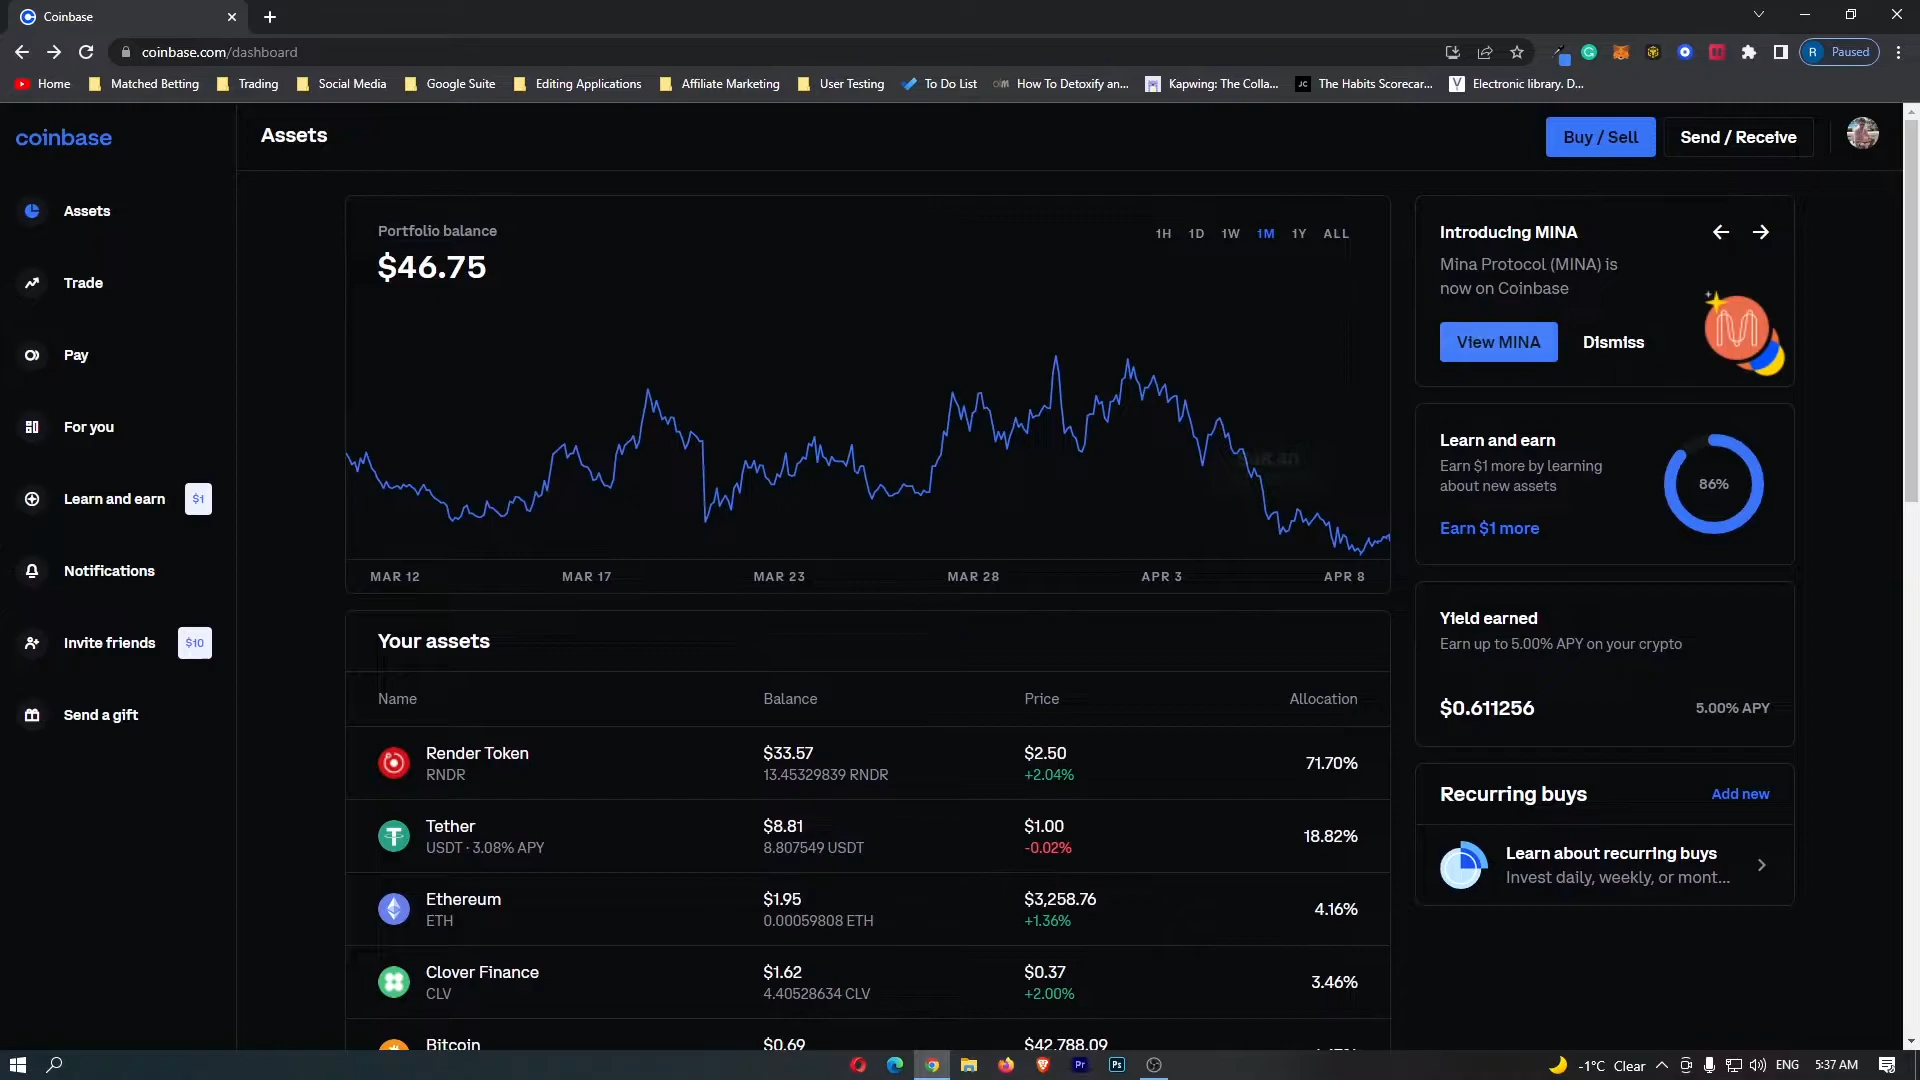 Coinbase
coinbase.com/dashboard
R Paused
Home
Matched Betting
Trading
Social Media
Google Suite
Editing Applications
Affiliate Marketing
User Testing
To Do List
How To Detoxify an...
Kapwing: The Colla...
JC The Habits Scorecar...
Electronic library. D...
coinbase
Assets
Trade
Pay
For you
Learn and earn $1
Notifications
Invite friends $10
Send a gift
Assets
Buy / Sell
Send / Receive
Portfolio balance
$46.75
1H 1D 1W 1M 1Y ALL
MAR 12 MAR 17 MAR 23 MAR 28 APR 3 APR 8
Your assets
Name Balance Price Allocation
Render Token $33.57 $2.50 71.70%
RNDR 13.45329839 RNDR +2.04%
Tether $8.81 $1.00 18.82%
USDT · 3.08% APY 8.807549 USDT -0.02%
Ethereum $1.95 $3,258.76 4.16%
ETH 0.00059808 ETH +1.36%
Clover Finance $1.62 $0.37 3.46%
CLV 4.40528634 CLV +2.00%
Bitcoin $0.69 $42,788.09
Introducing MINA
Mina Protocol (MINA) is
now on Coinbase
View MINA
Dismiss
Learn and earn
Earn $1 more by learning
about new assets
Earn $1 more
86%
Yield earned
Earn up to 5.00% APY on your crypto
$0.611256 5.00% APY
Recurring buys Add new
Learn about recurring buys
Invest daily, weekly, or mont...
Pr
Ps
-1°C Clear
ENG
5:37 AM